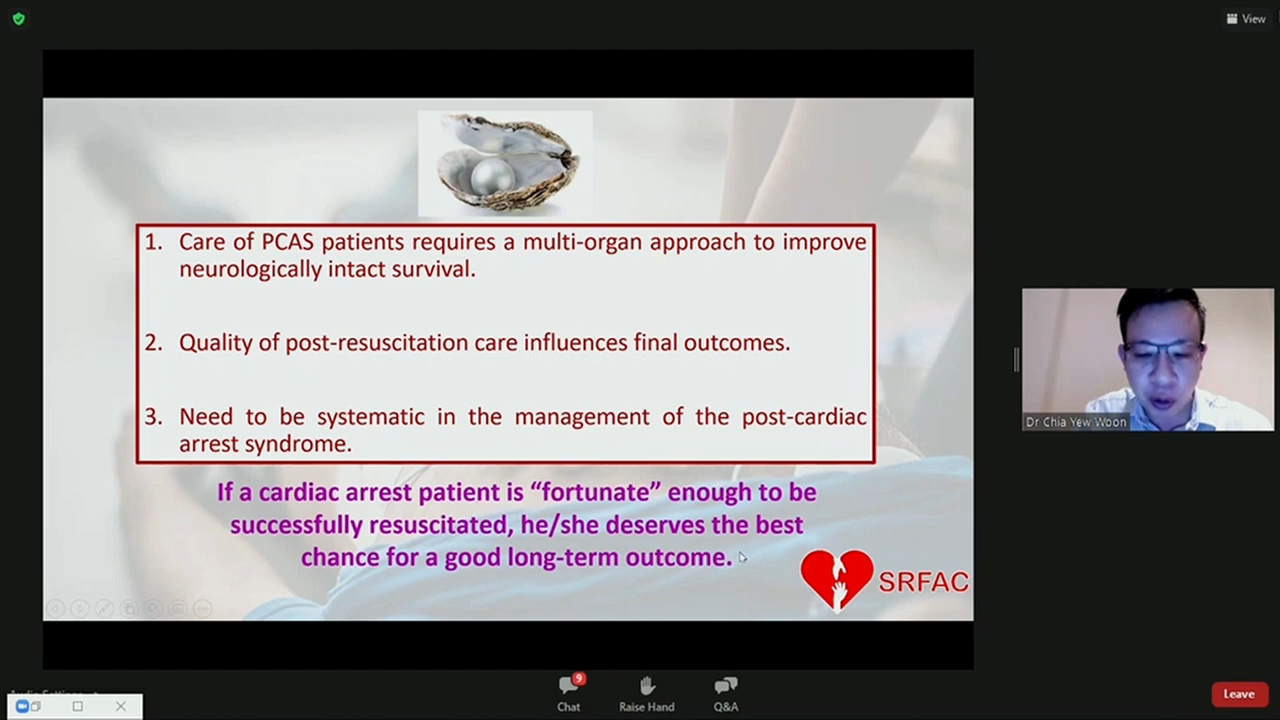 View
1. Care of PCAS patients requires a multi-organ approach to improve
neurologically intact survival.
2. Quality of post-resuscitation care influences final outcomes.
3. Need to be systematic in the management of the post-cardiac
arrest syndrome.
If a cardiac arrest patient is “fortunate” enough to be
successfully resuscitated, he/she deserves the best
chance for a good long-term outcome.
SRFAC
Dr Chia Yew Woon
9
Chat
Raise Hand
Q&A
Leave